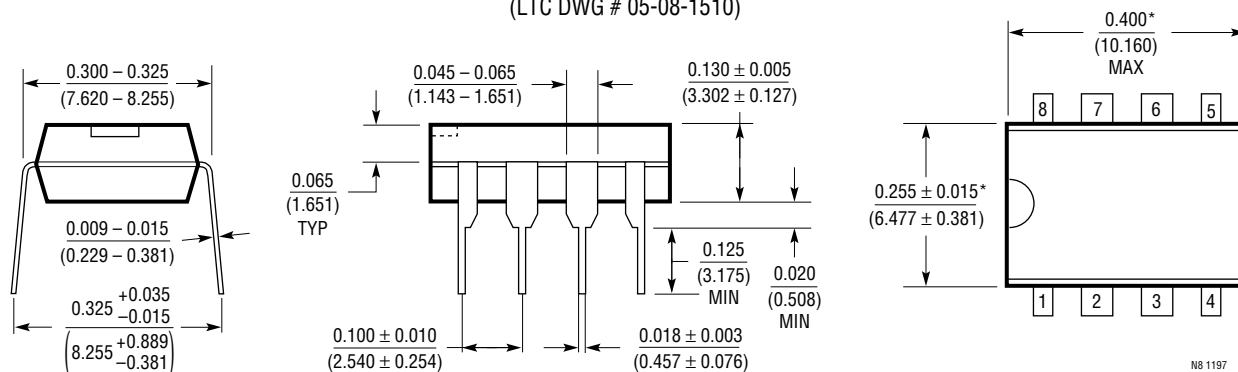 (LTC DWG # 05-08-1510)
0.300 – 0.325
(7.620 – 8.255)
0.009 – 0.015
(0.229 – 0.381)
0.325 +0.035 –0.015
(8.255 +0.889 –0.381)
0.045 – 0.065
(1.143 – 1.651)
0.130 ± 0.005
(3.302 ± 0.127)
0.065
(1.651)
TYP
0.125
(3.175)
MIN
0.020
(0.508)
MIN
0.100 ± 0.010
(2.540 ± 0.254)
0.018 ± 0.003
(0.457 ± 0.076)
0.400*
(10.160)
MAX
8 7 6 5
0.255 ± 0.015*
(6.477 ± 0.381)
1 2 3 4
N8 1197